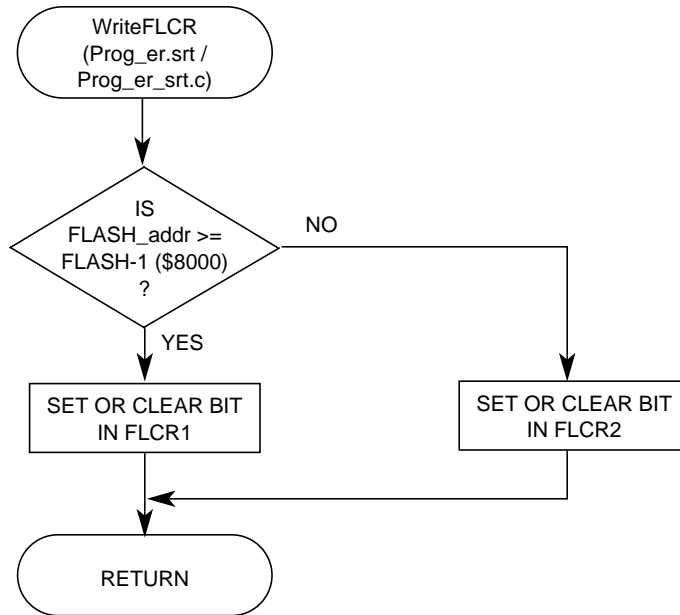 WriteFLCR
(Prog_er.srt /
Prog_er_srt.c)
IS
FLASH_addr >=
FLASH-1 ($8000)
?
NO
YES
SET OR CLEAR BIT
IN FLCR1
SET OR CLEAR BIT
IN FLCR2
RETURN